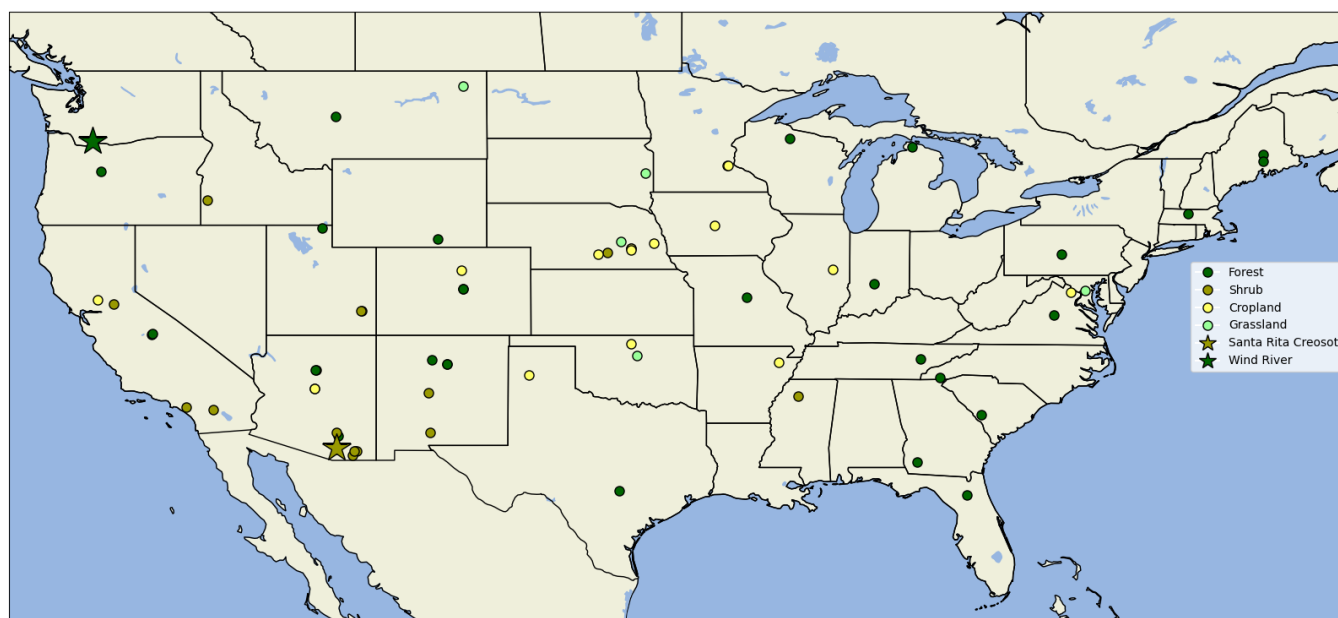 Forest
Shrub
Cropland
Grassland
Santa Rita Creosot
Wind River